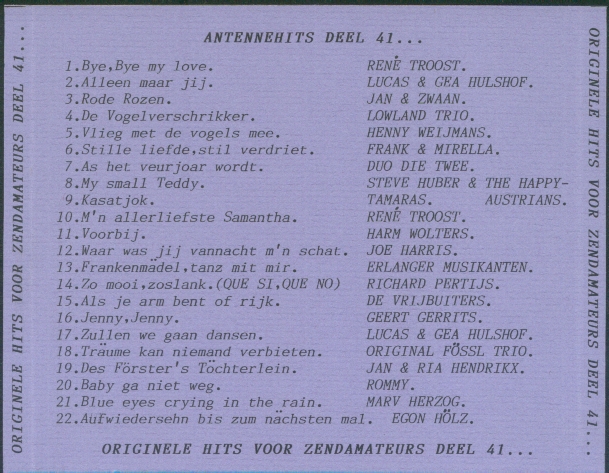 ANTENNEHITS DEEL 41...
1.Bye,Bye my love. RENÉ TROOST.
2.Alleen maar jij. LUCAS & GEA HULSHOF.
3.Rode Rozen. JAN & ZWAAN.
4.De Vogelverschrikker. LOWLAND TRIO.
5.Vlieg met de vogels mee. HENNY WEIJMANS.
6.Stille liefde,stil verdriet. FRANK & MIRELLA.
7.As het veurjoar wordt. DUO DIE TWEE.
8.My small Teddy. STEVE HUBER & THE HAPPY-
9.Kasatjok. TAMARAS. AUSTRIANS.
10.M'n allerliefste Samantha. RENÉ TROOST.
11.Voorbij. HARM WOLTERS.
12.Waar was jij vannacht m'n schat. JOE HARRIS.
13.Frankenmädel,tanz mit mir. ERLANGER MUSIKANTEN.
14.Zo mooi,zoslank.(QUE SI,QUE NO) RICHARD PERTIJS.
15.Als je arm bent of rijk. DE VRIJBUITERS.
16.Jenny,Jenny. GEERT GERRITS.
17.Zullen we gaan dansen. LUCAS & GEA HULSHOF.
18.Träume kan niemand verbieten. ORIGINAL FÖSSL TRIO.
19.Des Förster's Töchterlein. JAN & RIA HENDRIKX.
20.Baby ga niet weg. ROMMY.
21.Blue eyes crying in the rain. MARV HERZOG.
22.Aufwiedersehn bis zum nächsten mal. EGON HÖLZ.
ORIGINELE HITS VOOR ZENDAMATEURS DEEL 41...
ORIGINELE HITS VOOR ZENDAMATEURS DEEL 41...
ORIGINELE HITS VOOR ZENDAMATEURS DEEL 41...